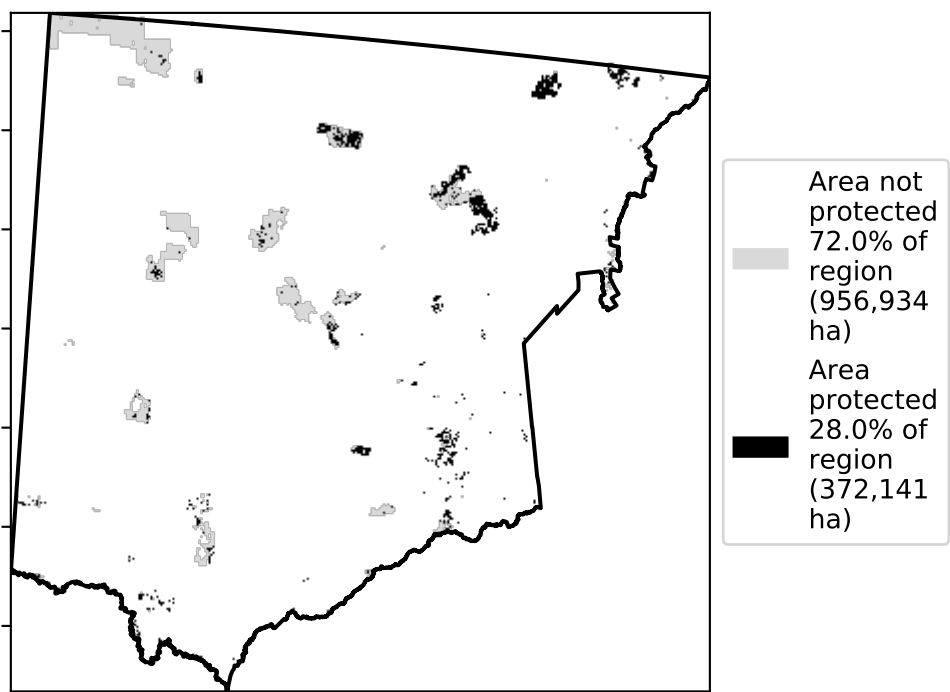 Area not
protected
72.0% of
region
(956,934
ha)
Area
protected
28.0% of
region
(372,141
ha)